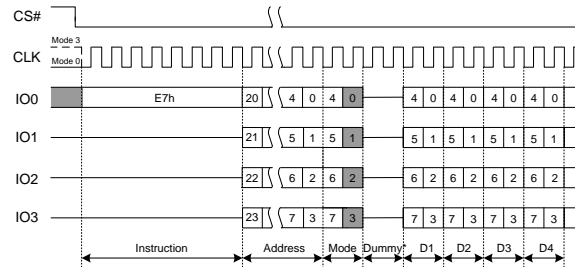 CS#
Mode 3
CLK
Mode 0
IO0 E7h 20 4 0 4 0 4 0 4 0 4 0 4 0
IO1 21 5 1 5 1 5 1 5 1 5 1 5 1
IO2 22 6 2 6 2 6 2 6 2 6 2 6 2
IO3 23 7 3 7 3 7 3 7 3 7 3 7 3
Instruction Address Mode Dummy* D1 D2 D3 D4